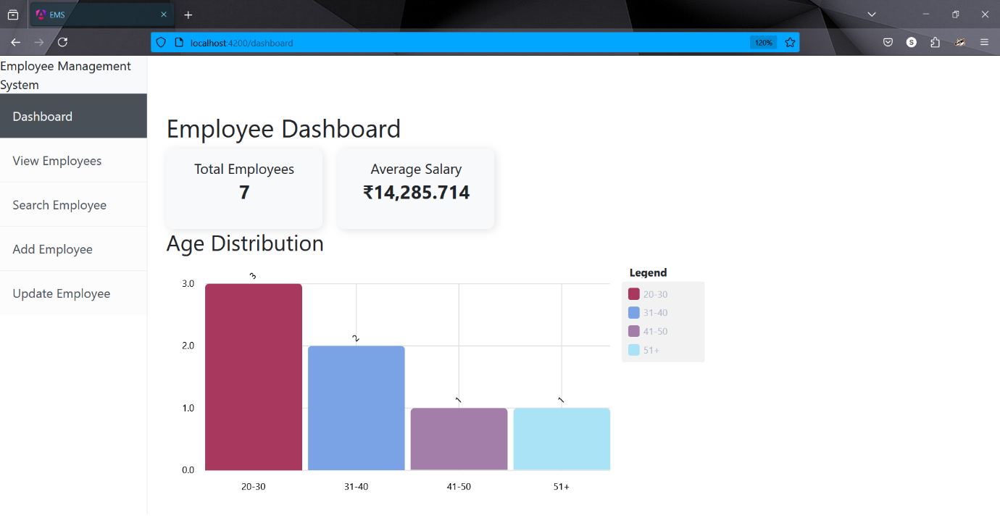 EMS
localhost:4200/dashboard
120%
S
Employee Management
System
Dashboard
View Employees
Search Employee
Add Employee
Update Employee
Employee Dashboard
Total Employees
7
Average Salary
₹14,285.714
Age Distribution
3.0
2.0
1.0
0.0
3
2
1
1
20-30
31-40
41-50
51+
Legend
20-30
31-40
41-50
51+